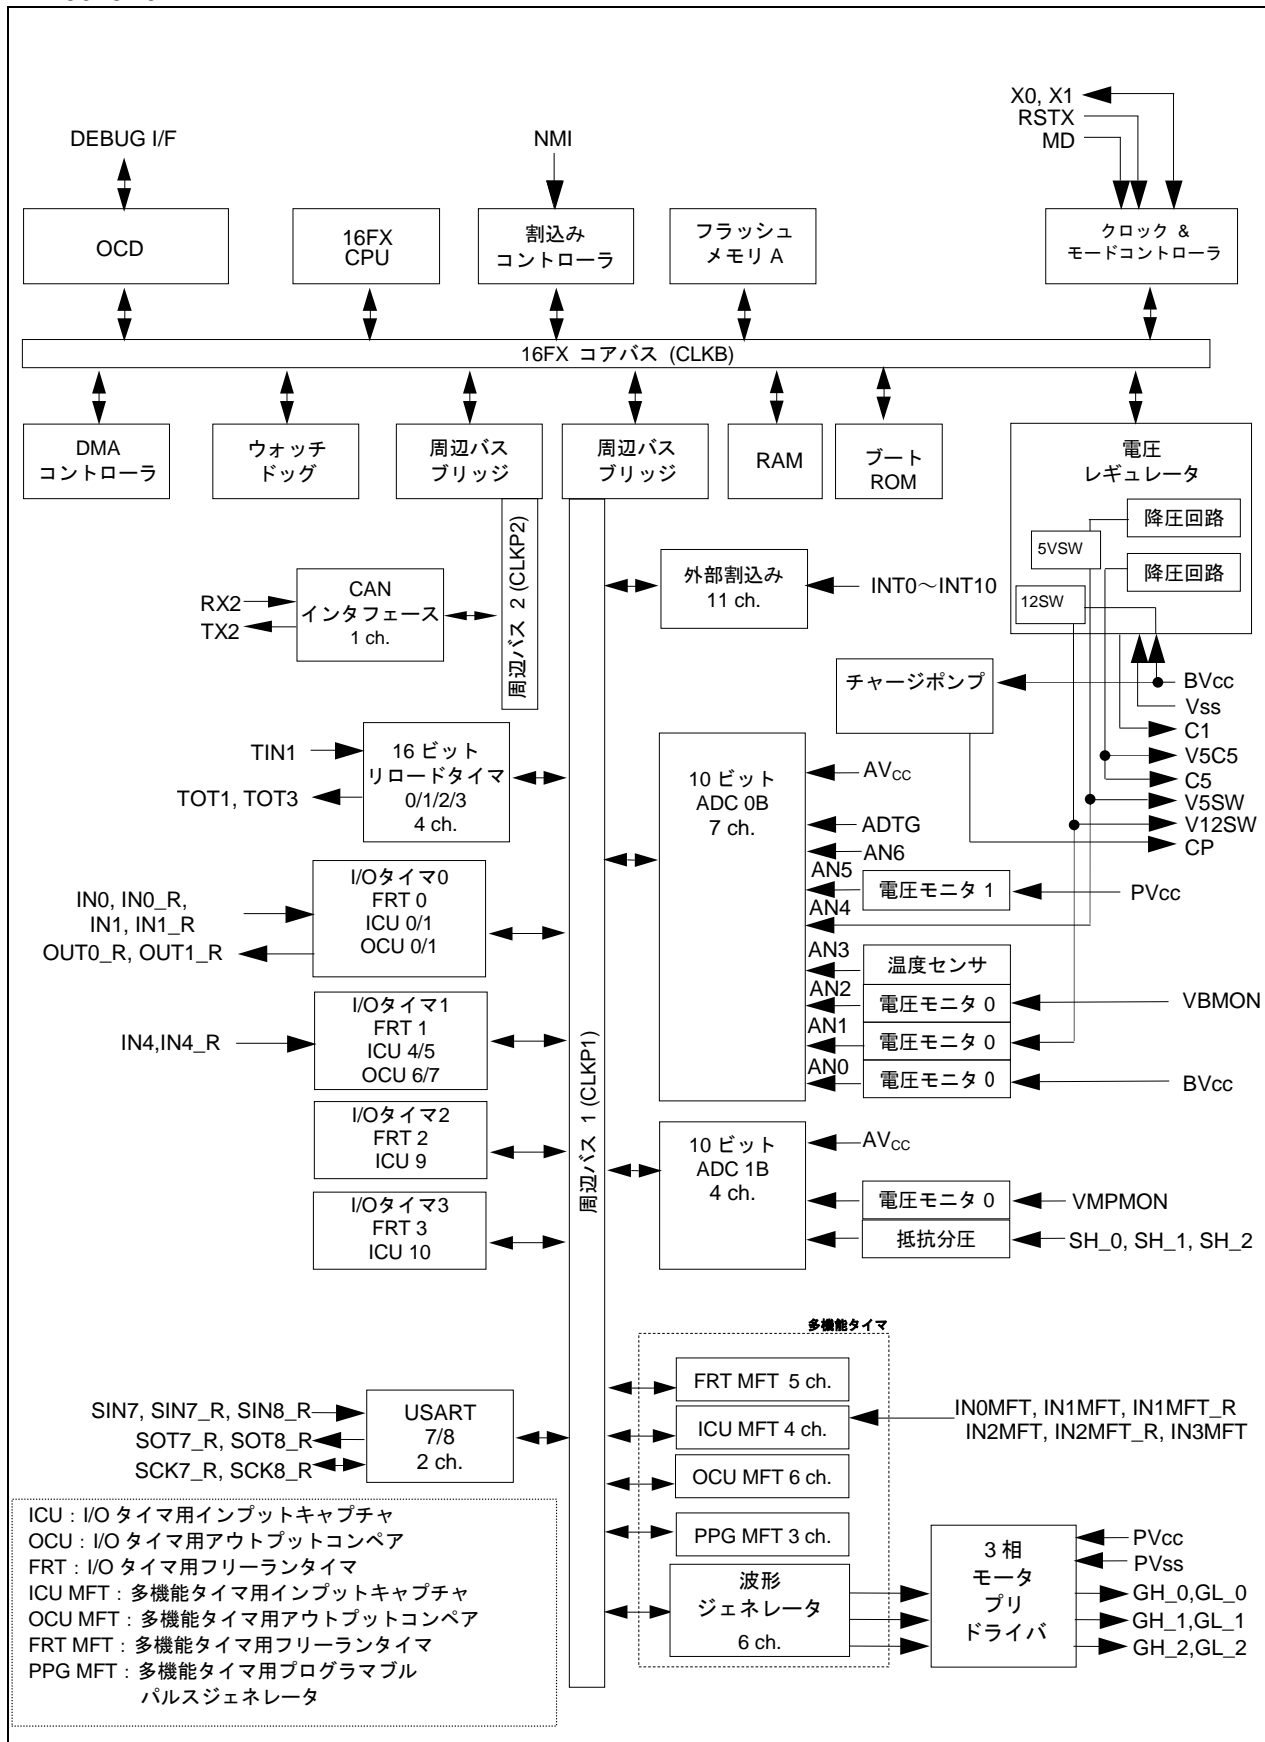 X0, X1
RSTX
MD
DEBUG I/F
NMI
OCD
16FX
CPU
割込み
コントローラ
フラッシュ
メモリ A
クロック &
モードコントローラ
16FX コアバス (CLKB)
DMA
コントローラ
ウォッチ
ドッグ
周辺バス
ブリッジ
周辺バス
ブリッジ
RAM
ブート
ROM
電圧
レギュレータ
降圧回路
5VSW
降圧回路
12SW
周辺バス 2 (CLKP2)
周辺バス 1 (CLKP1)
RX2
TX2
CAN
インタフェース
1 ch.
外部割込み
11 ch.
INT0～INT10
チャージポンプ
BVcc
Vss
C1
V5C5
C5
V5SW
V12SW
CP
TIN1
TOT1, TOT3
16 ビット
リロードタイマ
0/1/2/3
4 ch.
10 ビット
ADC 0B
7 ch.
AVCC
ADTG
AN6
AN5
電圧モニタ 1
PVcc
AN4
AN3
温度センサ
AN2
電圧モニタ 0
VBMON
AN1
電圧モニタ 0
AN0
電圧モニタ 0
BVcc
IN0, IN0_R,
IN1, IN1_R
OUT0_R, OUT1_R
I/Oタイマ0
FRT 0
ICU 0/1
OCU 0/1
IN4,IN4_R
I/Oタイマ1
FRT 1
ICU 4/5
OCU 6/7
I/Oタイマ2
FRT 2
ICU 9
I/Oタイマ3
FRT 3
ICU 10
10 ビット
ADC 1B
4 ch.
AVCC
電圧モニタ 0
VMPMON
抵抗分圧
SH_0, SH_1, SH_2
多機能タイマ
FRT MFT 5 ch.
ICU MFT 4 ch.
OCU MFT 6 ch.
PPG MFT 3 ch.
波形
ジェネレータ
6 ch.
IN0MFT, IN1MFT, IN1MFT_R
IN2MFT, IN2MFT_R, IN3MFT
SIN7, SIN7_R, SIN8_R
SOT7_R, SOT8_R
SCK7_R, SCK8_R
USART
7/8
2 ch.
3 相
モータ
プリ
ドライバ
PVcc
PVss
GH_0,GL_0
GH_1,GL_1
GH_2,GL_2
ICU : I/O タイマ用インプットキャプチャ
OCU : I/O タイマ用アウトプットコンペア
FRT : I/O タイマ用フリーランタイマ
ICU MFT : 多機能タイマ用インプットキャプチャ
OCU MFT : 多機能タイマ用アウトプットコンペア
FRT MFT : 多機能タイマ用フリーランタイマ
PPG MFT : 多機能タイマ用プログラマブル
パルスジェネレータ